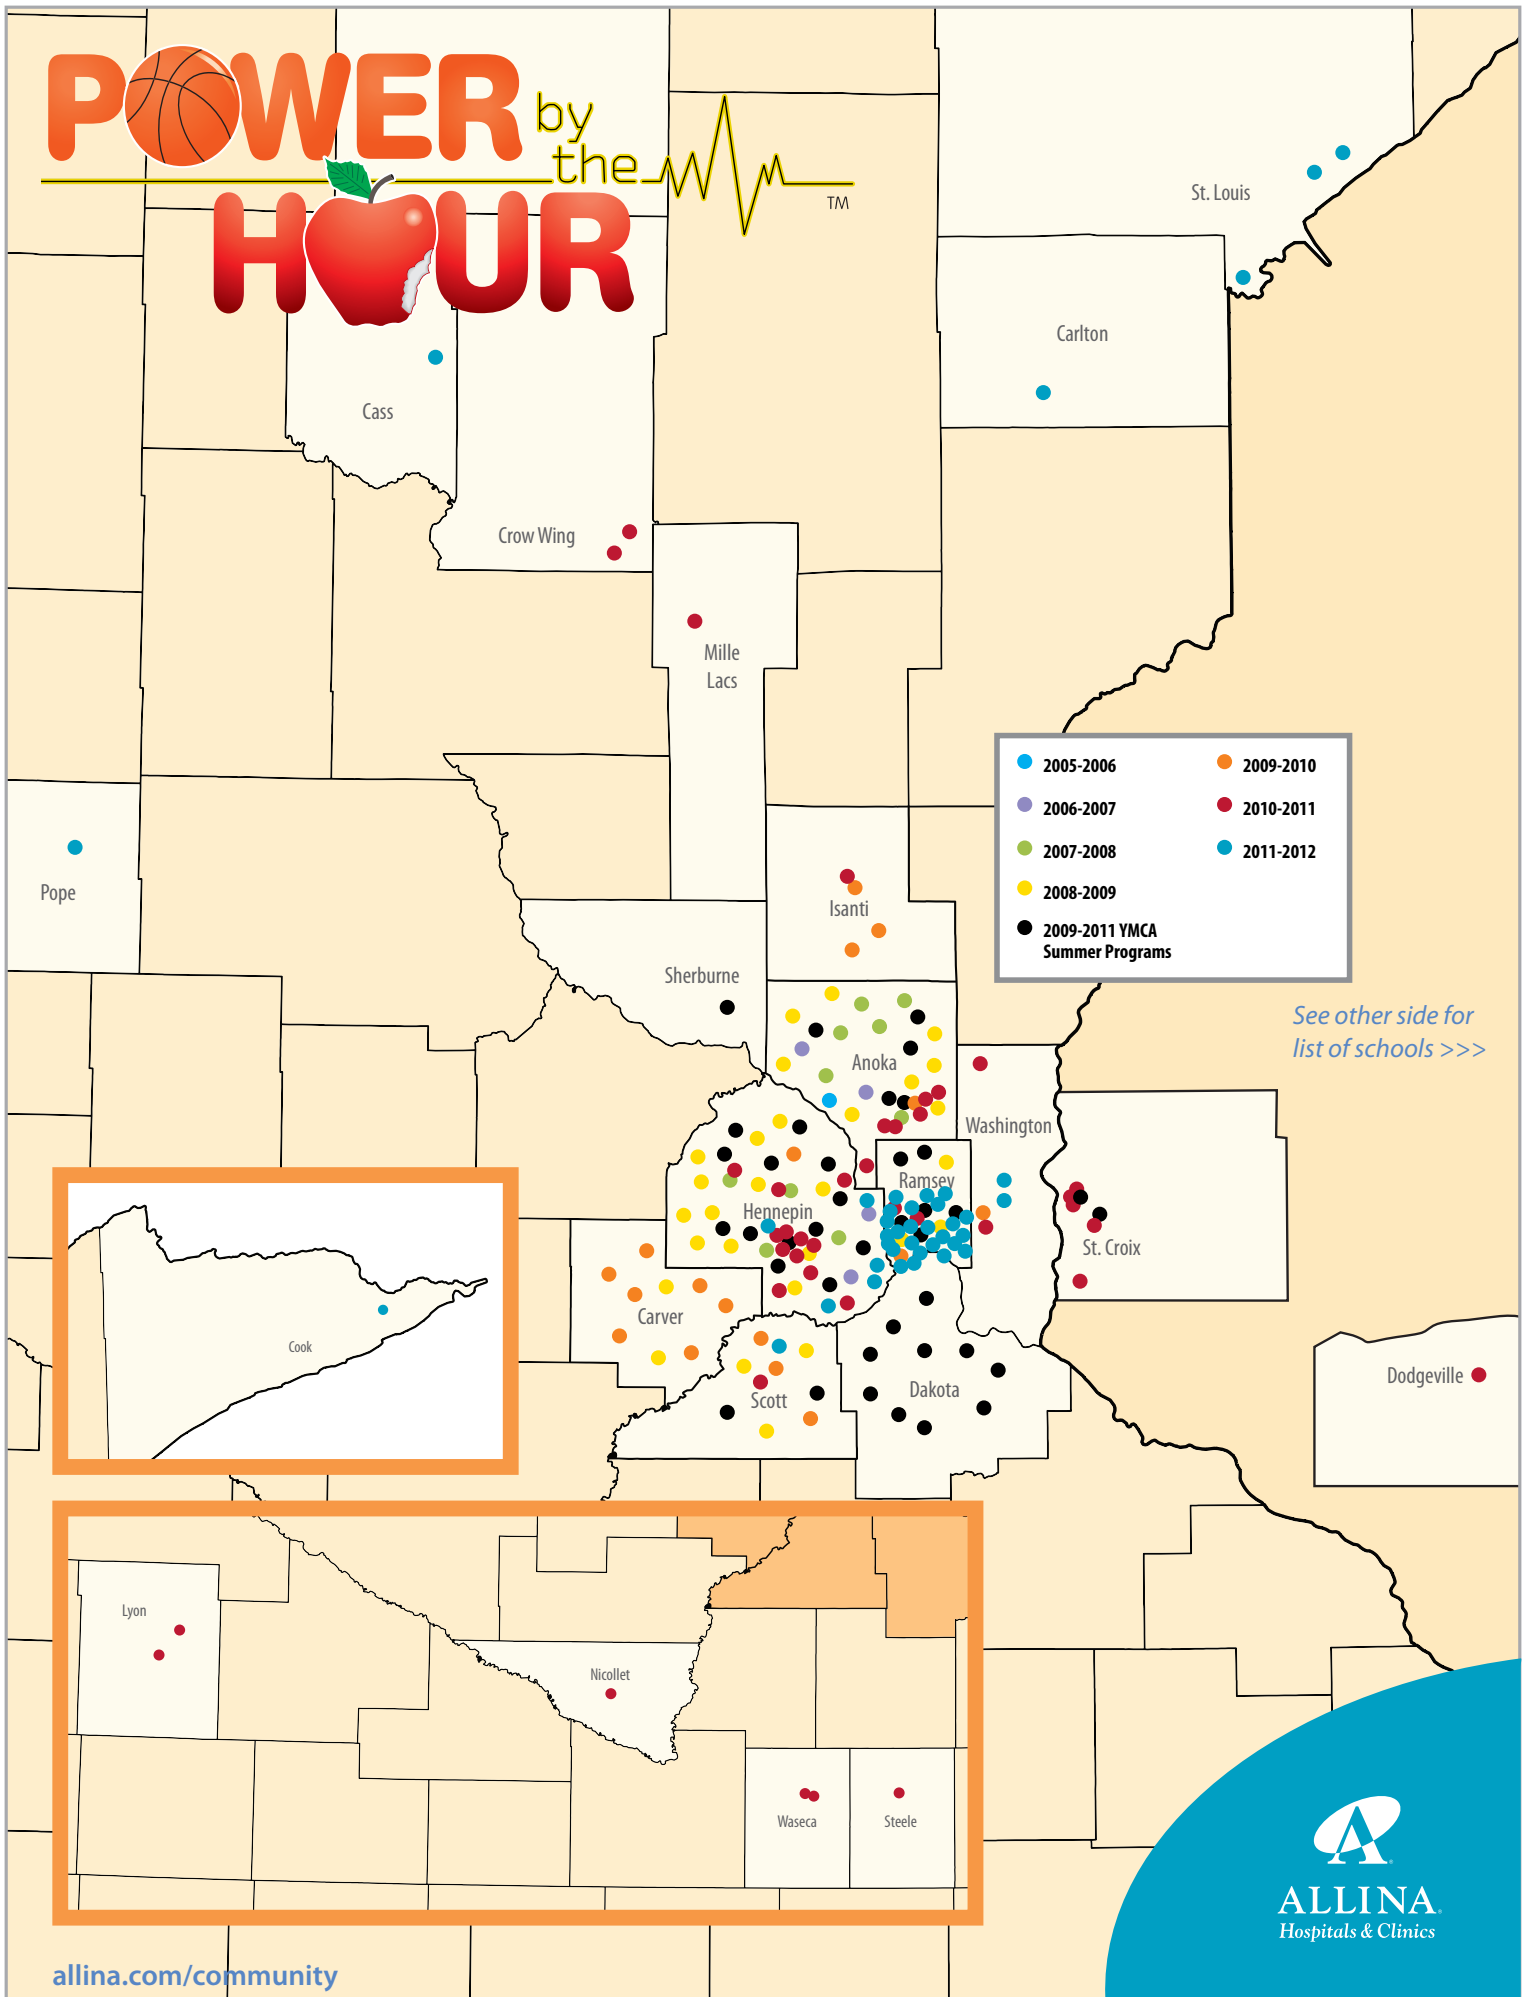 POWER
by
the
HOUR
TM
St. Louis
Carlton
Cass
Crow Wing
Mille
Lacs
2005-2006
2006-2007
2007-2008
2008-2009
2009-2011 YMCA
Summer Programs
2009-2010
2010-2011
2011-2012
Pope
Isanti
Sherburne
See other side for
list of schools >>>
Anoka
Washington
Ramsey
Hennepin
St. Croix
Carver
Cook
Scott
Dakota
Dodgeville
Lyon
Nicollet
Waseca
Steele
ALLINA
Hospitals & Clinics
allina.com/community